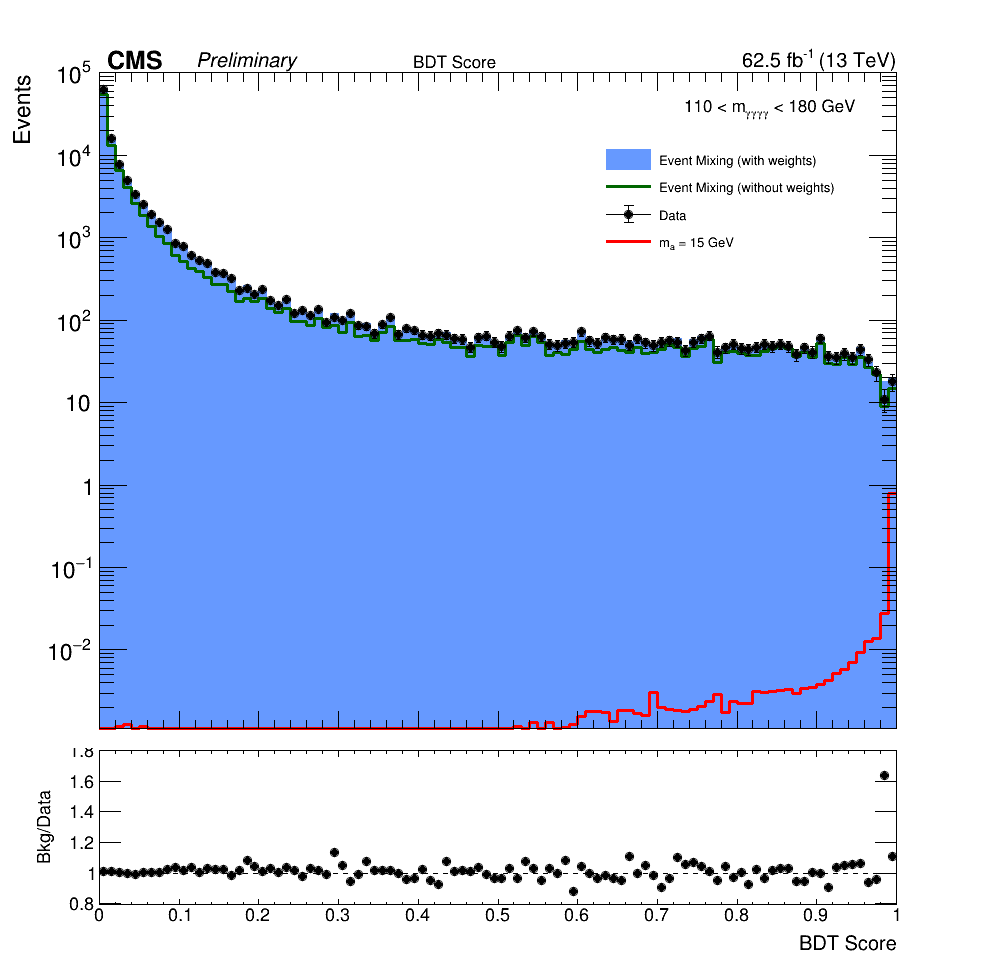 CMS Preliminary BDT Score 62.5 fb⁻¹ (13 TeV)
Events
110 < mγγγγ < 180 GeV
Event Mixing (with weights)
Event Mixing (without weights)
Data
mₐ = 15 GeV
10⁵
10⁴
10³
10²
10
1
10⁻¹
10⁻²
Bkg/Data
1.8
1.6
1.4
1.2
1
0.8
0 0.1 0.2 0.3 0.4 0.5 0.6 0.7 0.8 0.9 1
BDT Score